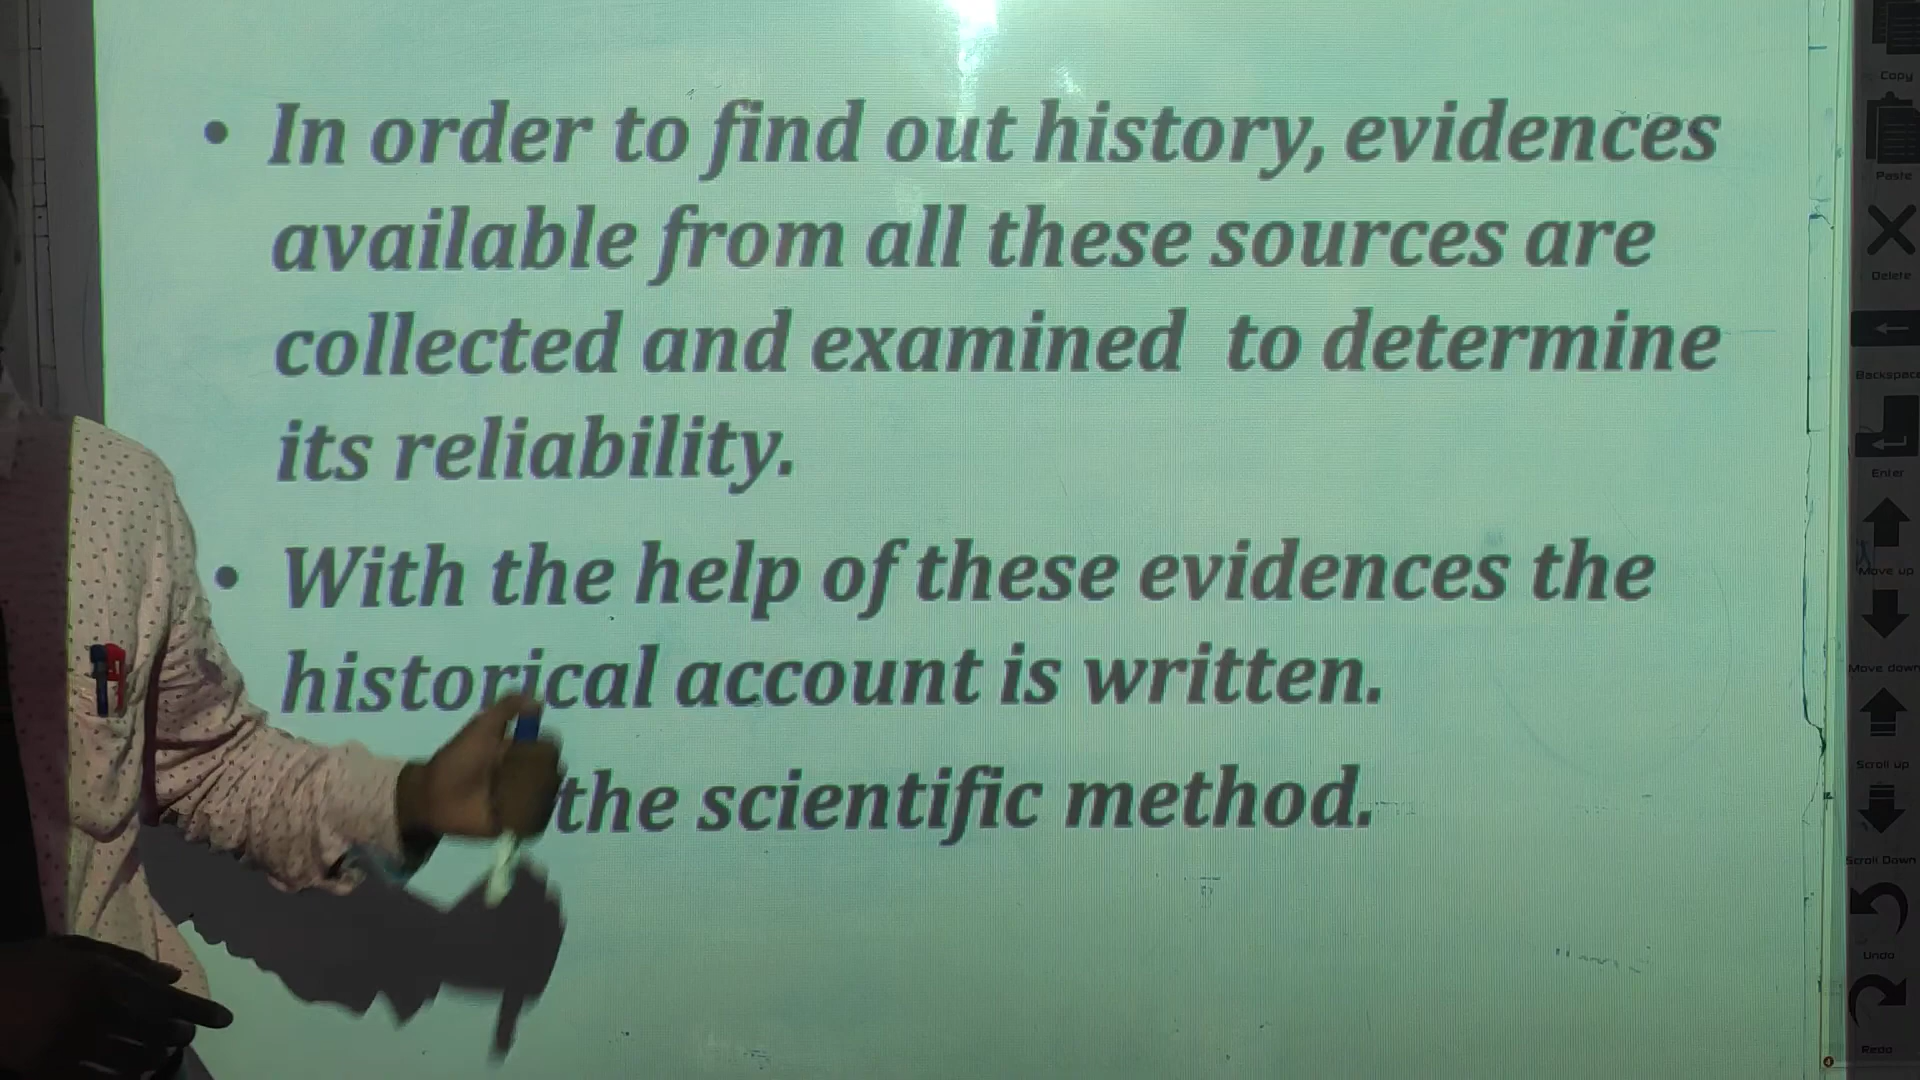 • In order to find out history, evidences
available from all these sources are
collected and examined to determine
its reliability.
• With the help of these evidences the
historical account is written.
the scientific method.
Copy
Paste
Delete
Backspace
Enter
Move up
Move down
Scroll up
Scroll Down
Undo
Redo